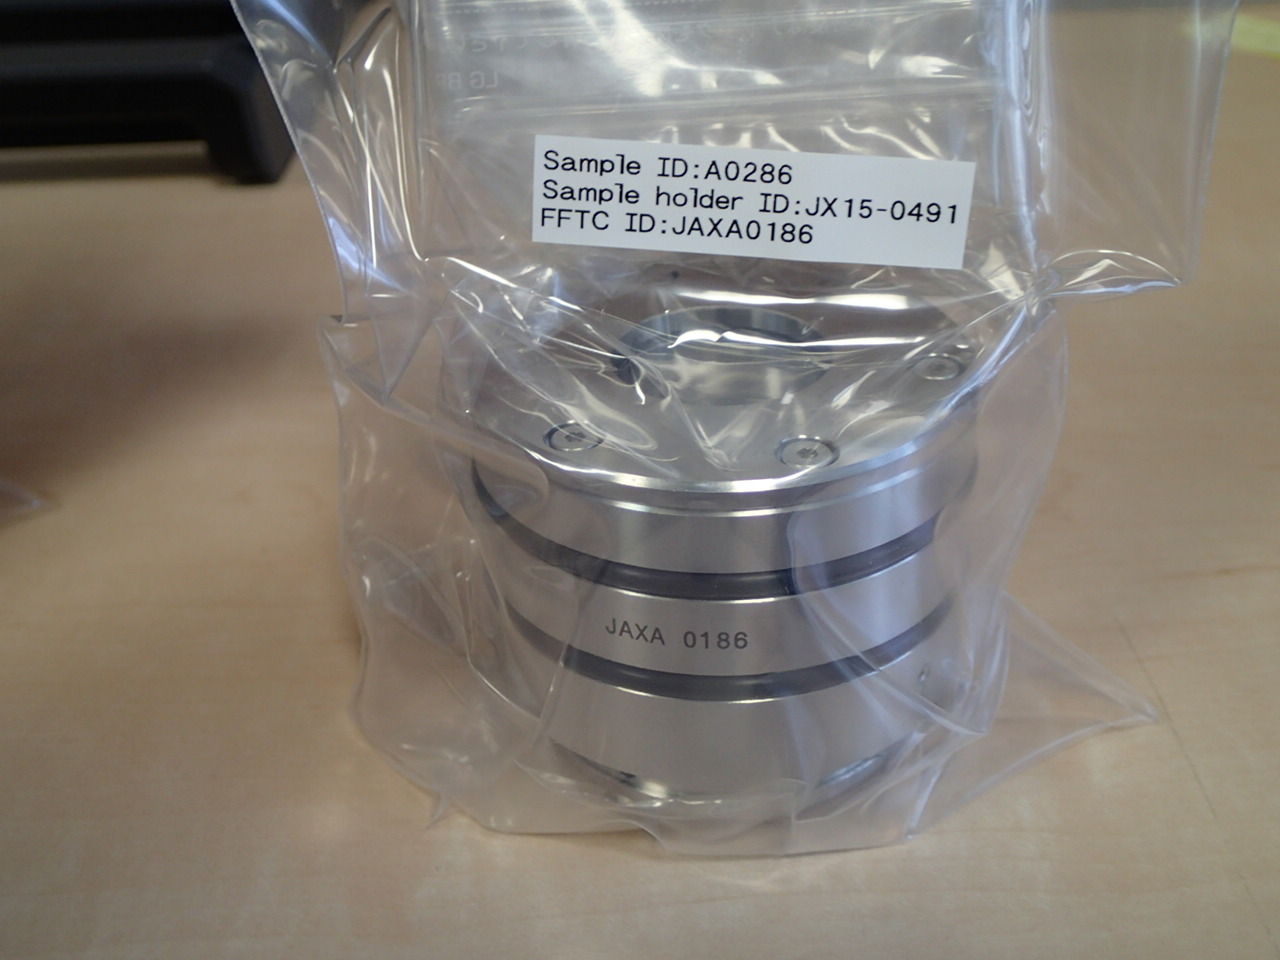 Sample ID:A0286
Sample holder ID:JX15-0491
FFTC ID:JAXA0186
JAXA 0186